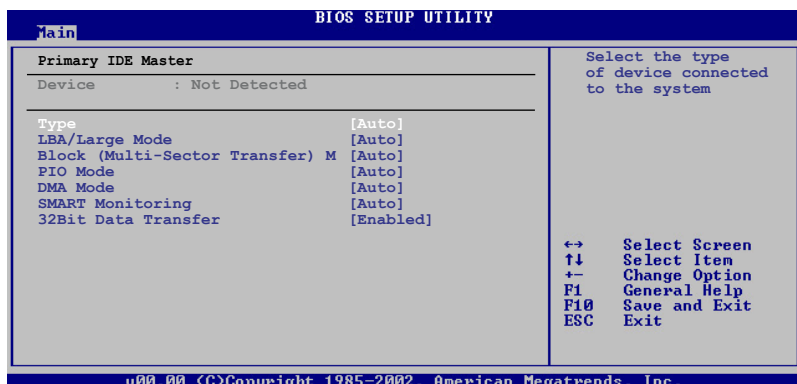 BIOS SETUP UTILITY
Main
Primary IDE Master
Device : Not Detected
Type [Auto]
LBA/Large Mode [Auto]
Block (Multi-Sector Transfer) M [Auto]
PIO Mode [Auto]
DMA Mode [Auto]
SMART Monitoring [Auto]
32Bit Data Transfer [Enabled]
Select the type
of device connected
to the system
←→ Select Screen
↑↓ Select Item
+- Change Option
F1 General Help
F10 Save and Exit
ESC Exit
v00.00 (C)Copyright 1985-2002, American Megatrends, Inc.